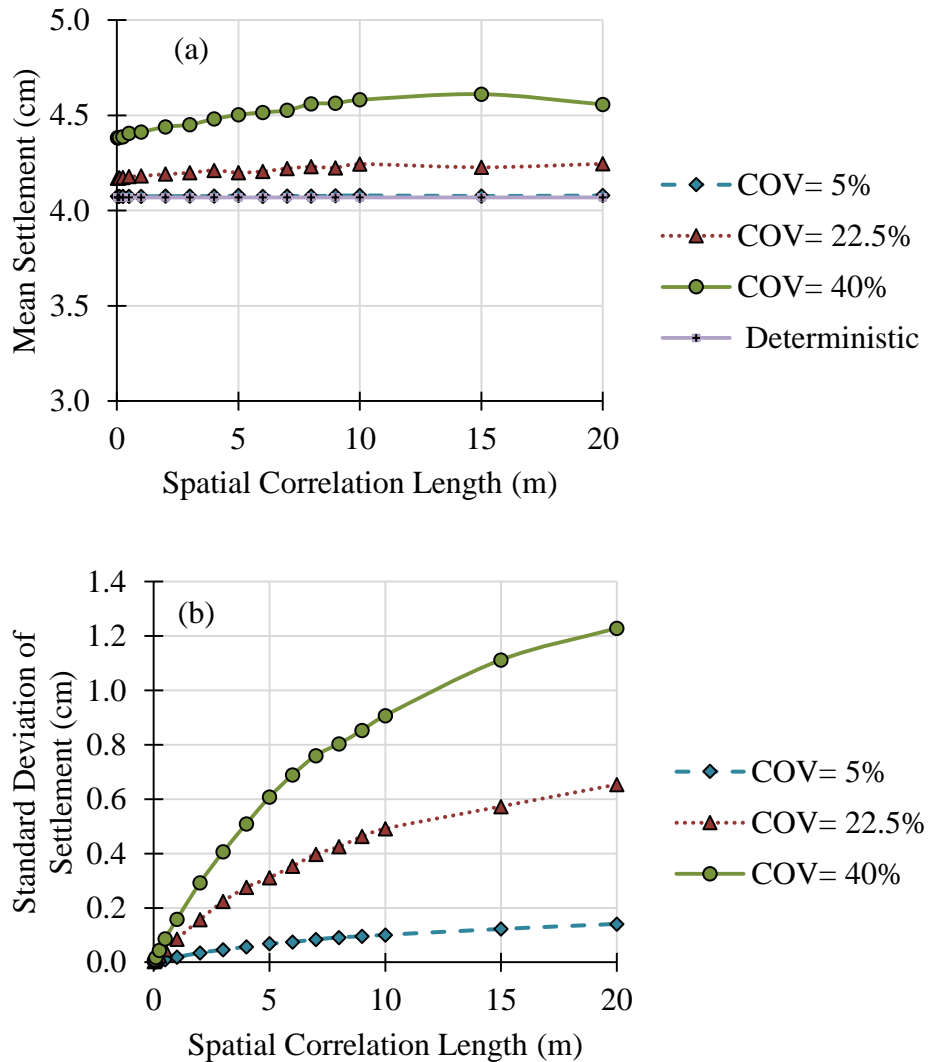 (a)
Mean Settlement (cm)
5.0
4.5
4.0
3.5
3.0
0 5 10 15 20
Spatial Correlation Length (m)
COV= 5%
COV= 22.5%
COV= 40%
Deterministic
(b)
Standard Deviation of
Settlement (cm)
1.4
1.2
1.0
0.8
0.6
0.4
0.2
0.0
0 5 10 15 20
Spatial Correlation Length (m)
COV= 5%
COV= 22.5%
COV= 40%